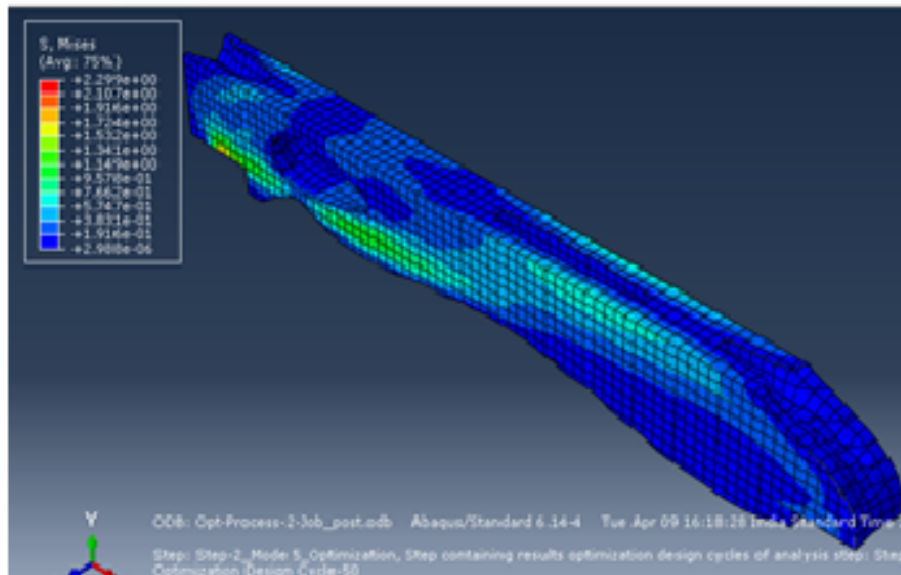 S, Mises
(Avg: 75%)
+2.299e+00
+2.107e+00
+1.916e+00
+1.724e+00
+1.532e+00
+1.341e+00
+1.149e+00
+9.578e-01
+7.662e-01
+5.747e-01
+3.831e-01
+1.916e-01
+2.988e-06
Y
ODB: Opt-Process-2-Job_post.odb Abaqus/Standard 6.14-4 Tue Apr 09 16:18:28 India Standard Time
Step: Step-2_Mode 5_Optimization, Step containing results optimization design cycles of analysis step: Step
Optimization Design Cycle-50